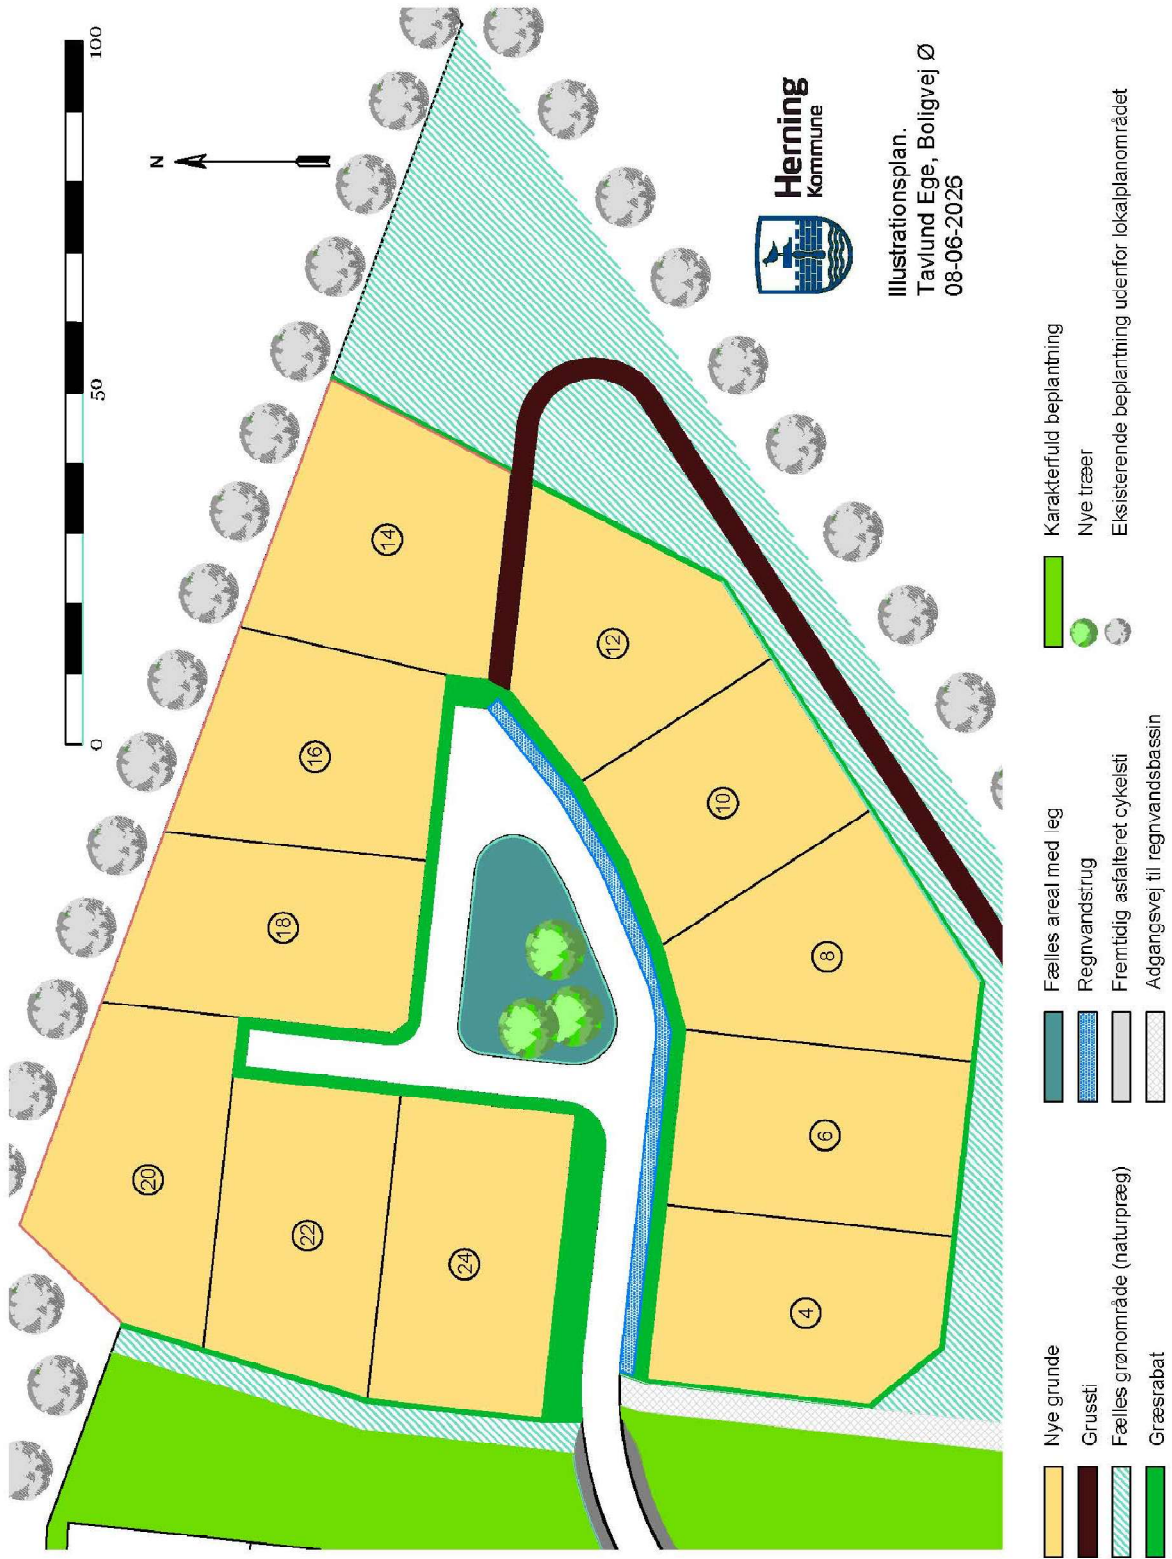 0
50
100
N
14
16
18
20
22
24
12
10
8
6
4
Herning
Kommune
Illustrationsplan.
Tavlund Ege, Boligvej Ø
08-06-2026
Nye grunde
Grussti
Fælles grønområde (naturpræg)
Græsrabat
Fælles areal med leg
Regnvandstrug
Fremtidig asfalteret cykelsti
Adgangsvej til regnvandsbassin
Karakterfuld beplantning
Nye træer
Eksisterende beplantning udenfor lokalplanområdet